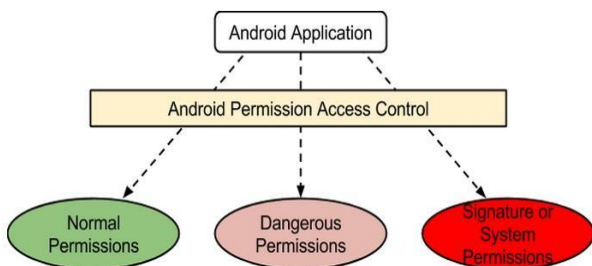 Android Application
Android Permission Access Control
Normal
Permissions
Dangerous
Permissions
Signature or
System
Permissions